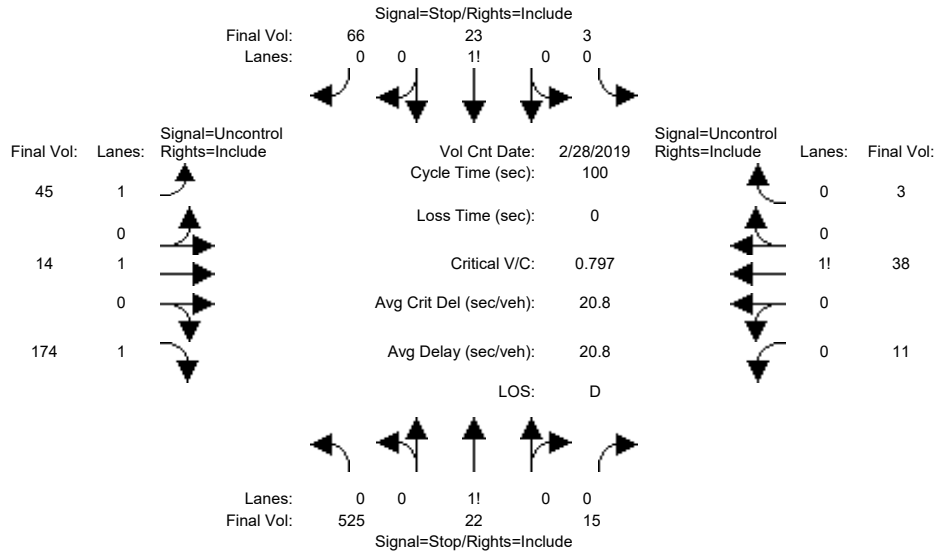 Signal=Stop/Rights=Include
Final Vol: 66 23 3
Lanes: 0 0 1! 0 0
Signal=Uncontrol
Final Vol: Lanes: Rights=Include
Vol Cnt Date: 2/28/2019
Signal=Uncontrol
Rights=Include Lanes: Final Vol:
Cycle Time (sec): 100
45 1
0 3
Loss Time (sec): 0
0
0
14 1
Critical V/C: 0.797
1! 38
0
Avg Crit Del (sec/veh): 20.8
0
174 1
Avg Delay (sec/veh): 20.8
0 11
LOS: D
Lanes: 0 0 1! 0 0
Final Vol: 525 22 15
Signal=Stop/Rights=Include